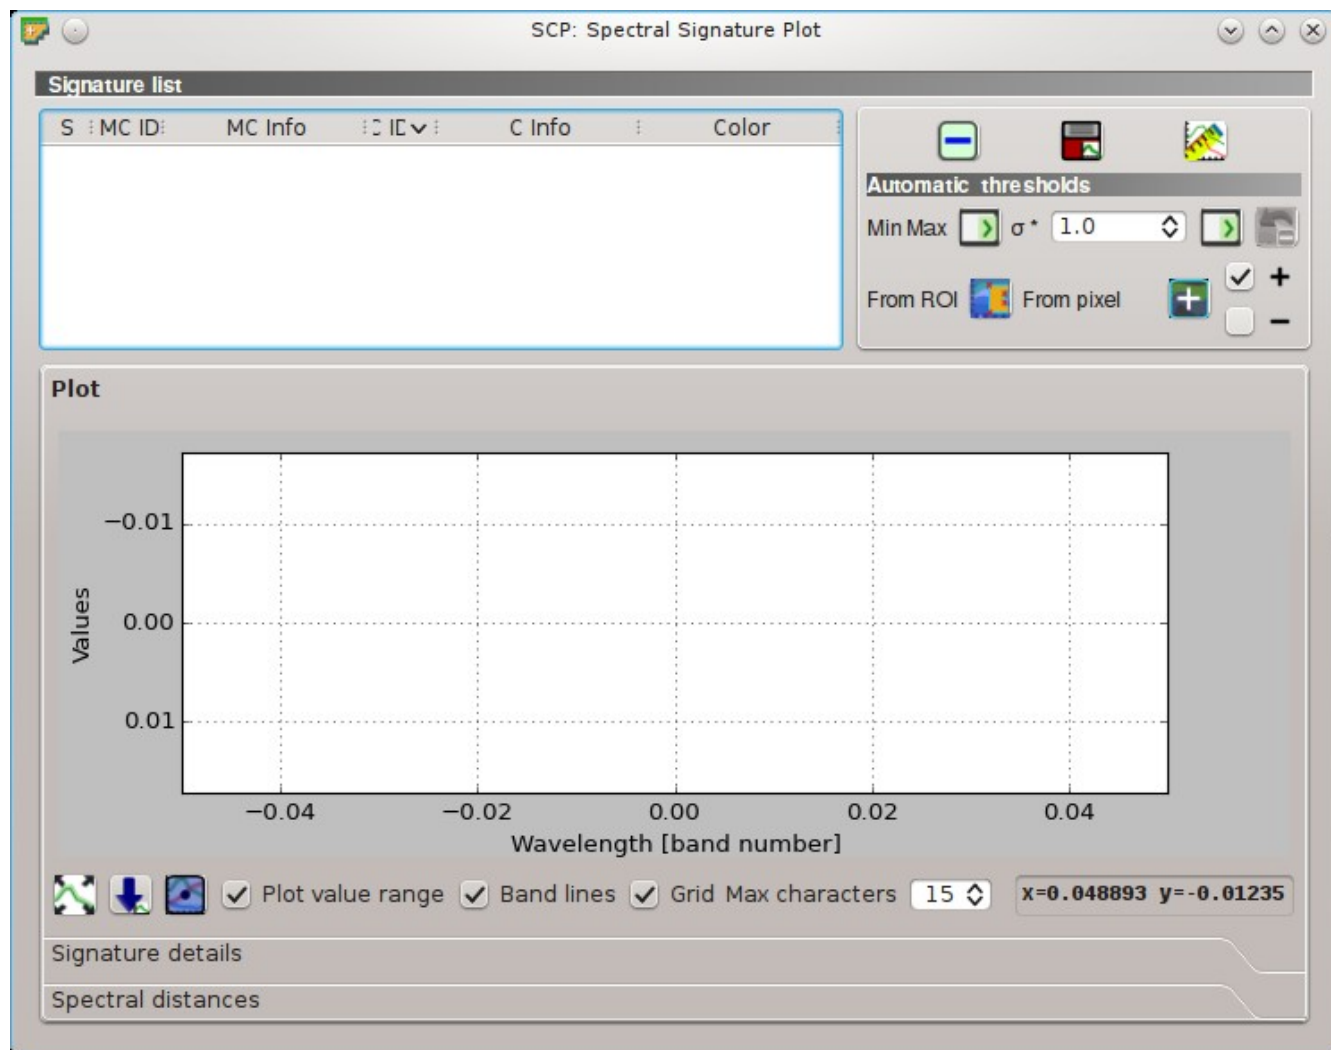 SCP: Spectral Signature Plot
Signature list
S MC ID MC Info C ID C Info Color
Automatic thresholds
Min Max σ * 1.0
From ROI From pixel +
−
Plot
−0.01
0.00
0.01
Values
−0.04 −0.02 0.00 0.02 0.04
Wavelength [band number]
Plot value range Band lines Grid Max characters 15 x=0.048893 y=-0.01235
Signature details
Spectral distances